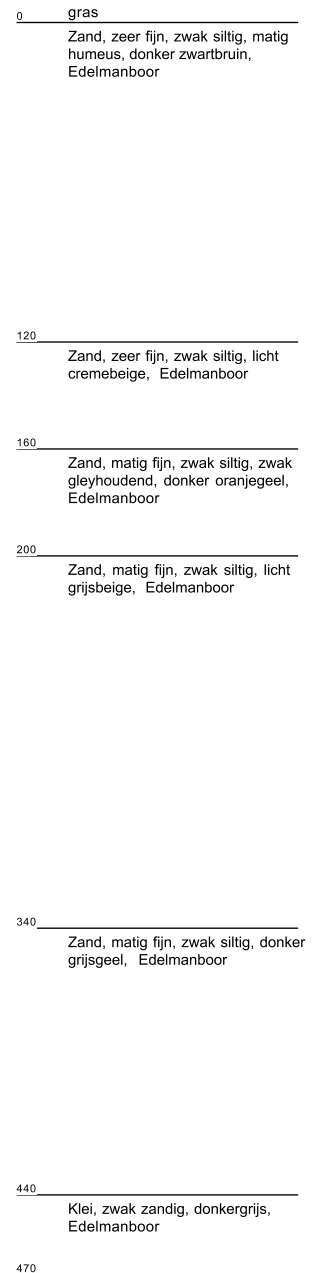 0 gras
Zand, zeer fijn, zwak siltig, matig
humeus, donker zwartbruin,
Edelmanboor
120
Zand, zeer fijn, zwak siltig, licht
cremebeige, Edelmanboor
160
Zand, matig fijn, zwak siltig, zwak
gleyhoudend, donker oranjegeel,
Edelmanboor
200
Zand, matig fijn, zwak siltig, licht
grijsbeige, Edelmanboor
340
Zand, matig fijn, zwak siltig, donker
grijsgeel, Edelmanboor
440
Klei, zwak zandig, donkergrijs,
Edelmanboor
470